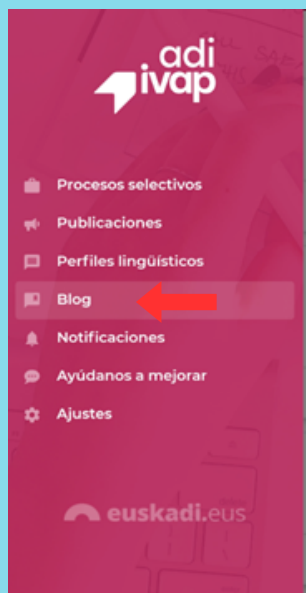 adi
ivap
Procesos selectivos
Publicaciones
Perfiles lingüísticos
Blog
Notificaciones
Ayúdanos a mejorar
Ajustes
euskadi.eus